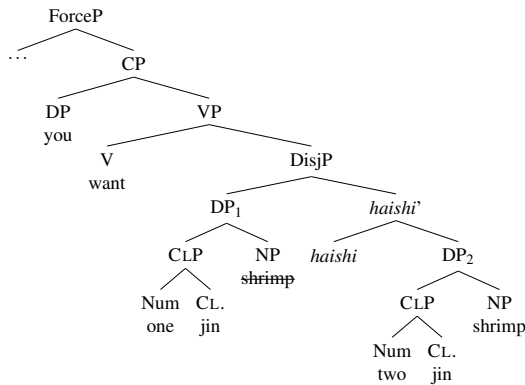 ForceP
… CP
DP VP
you
V DisjP
want
DP₁ haishi’
CLP NP haishi DP₂
shrimp
Num CL. CLP NP
one jin shrimp
Num CL.
two jin